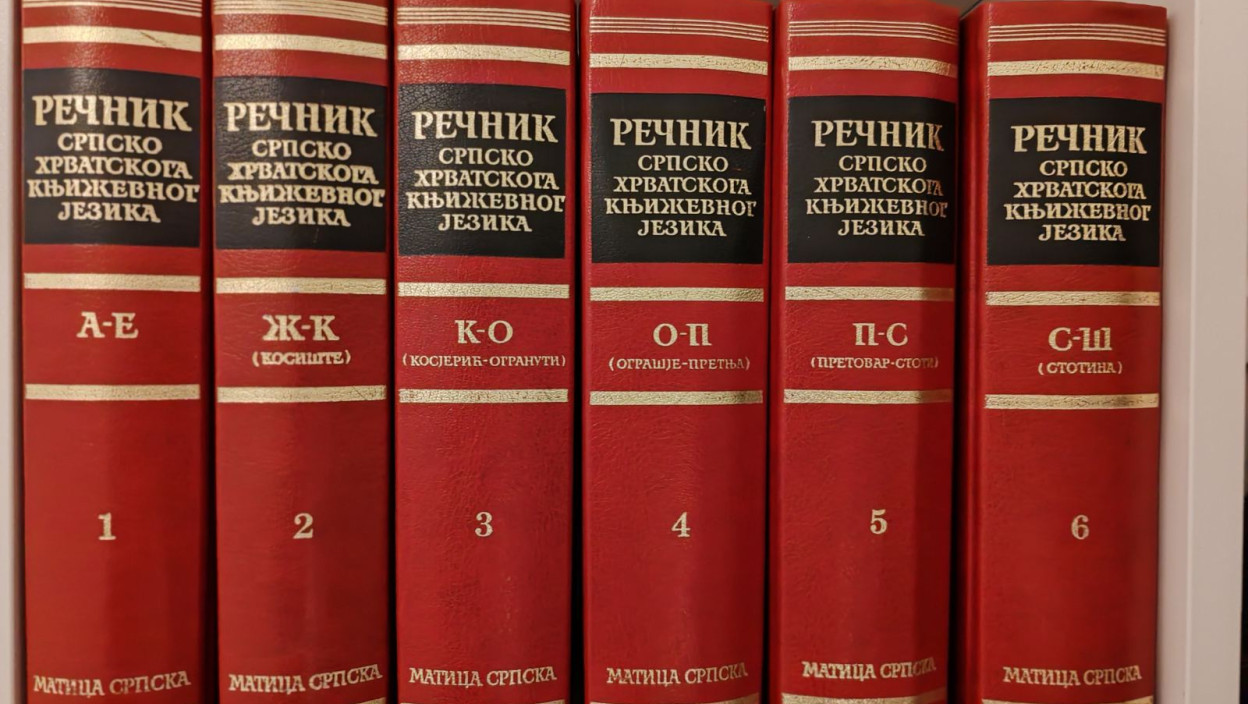 РЕЧНИК
СРПСКО
ХРВАТСКОГА
КЊИЖЕВНОГ
ЈЕЗИКА
А-Е
1
МАТИЦА СРПСКА
РЕЧНИК
СРПСКО
ХРВАТСКОГА
КЊИЖЕВНОГ
ЈЕЗИКА
Ж-К
(КОСИШТЕ)
2
МАТИЦА СРПСКА
РЕЧНИК
СРПСКО
ХРВАТСКОГА
КЊИЖЕВНОГ
ЈЕЗИКА
К-О
(КОСЈЕРИЋ-ОГРАНУТИ)
3
МАТИЦА СРПСКА
РЕЧНИК
СРПСКО
ХРВАТСКОГА
КЊИЖЕВНОГ
ЈЕЗИКА
О-П
(ОГРАШЈЕ-ПРЕТЊА)
4
МАТИЦА СРПСКА
РЕЧНИК
СРПСКО
ХРВАТСКОГА
КЊИЖЕВНОГ
ЈЕЗИКА
П-С
(ПРЕТОВАР-СТОТИ)
5
МАТИЦА СРПСКА
РЕЧНИК
СРПСКО
ХРВАТСКОГА
КЊИЖЕВНОГ
ЈЕЗИКА
С-Ш
(СТОТИНА)
6
МАТИЦА СРПСКА